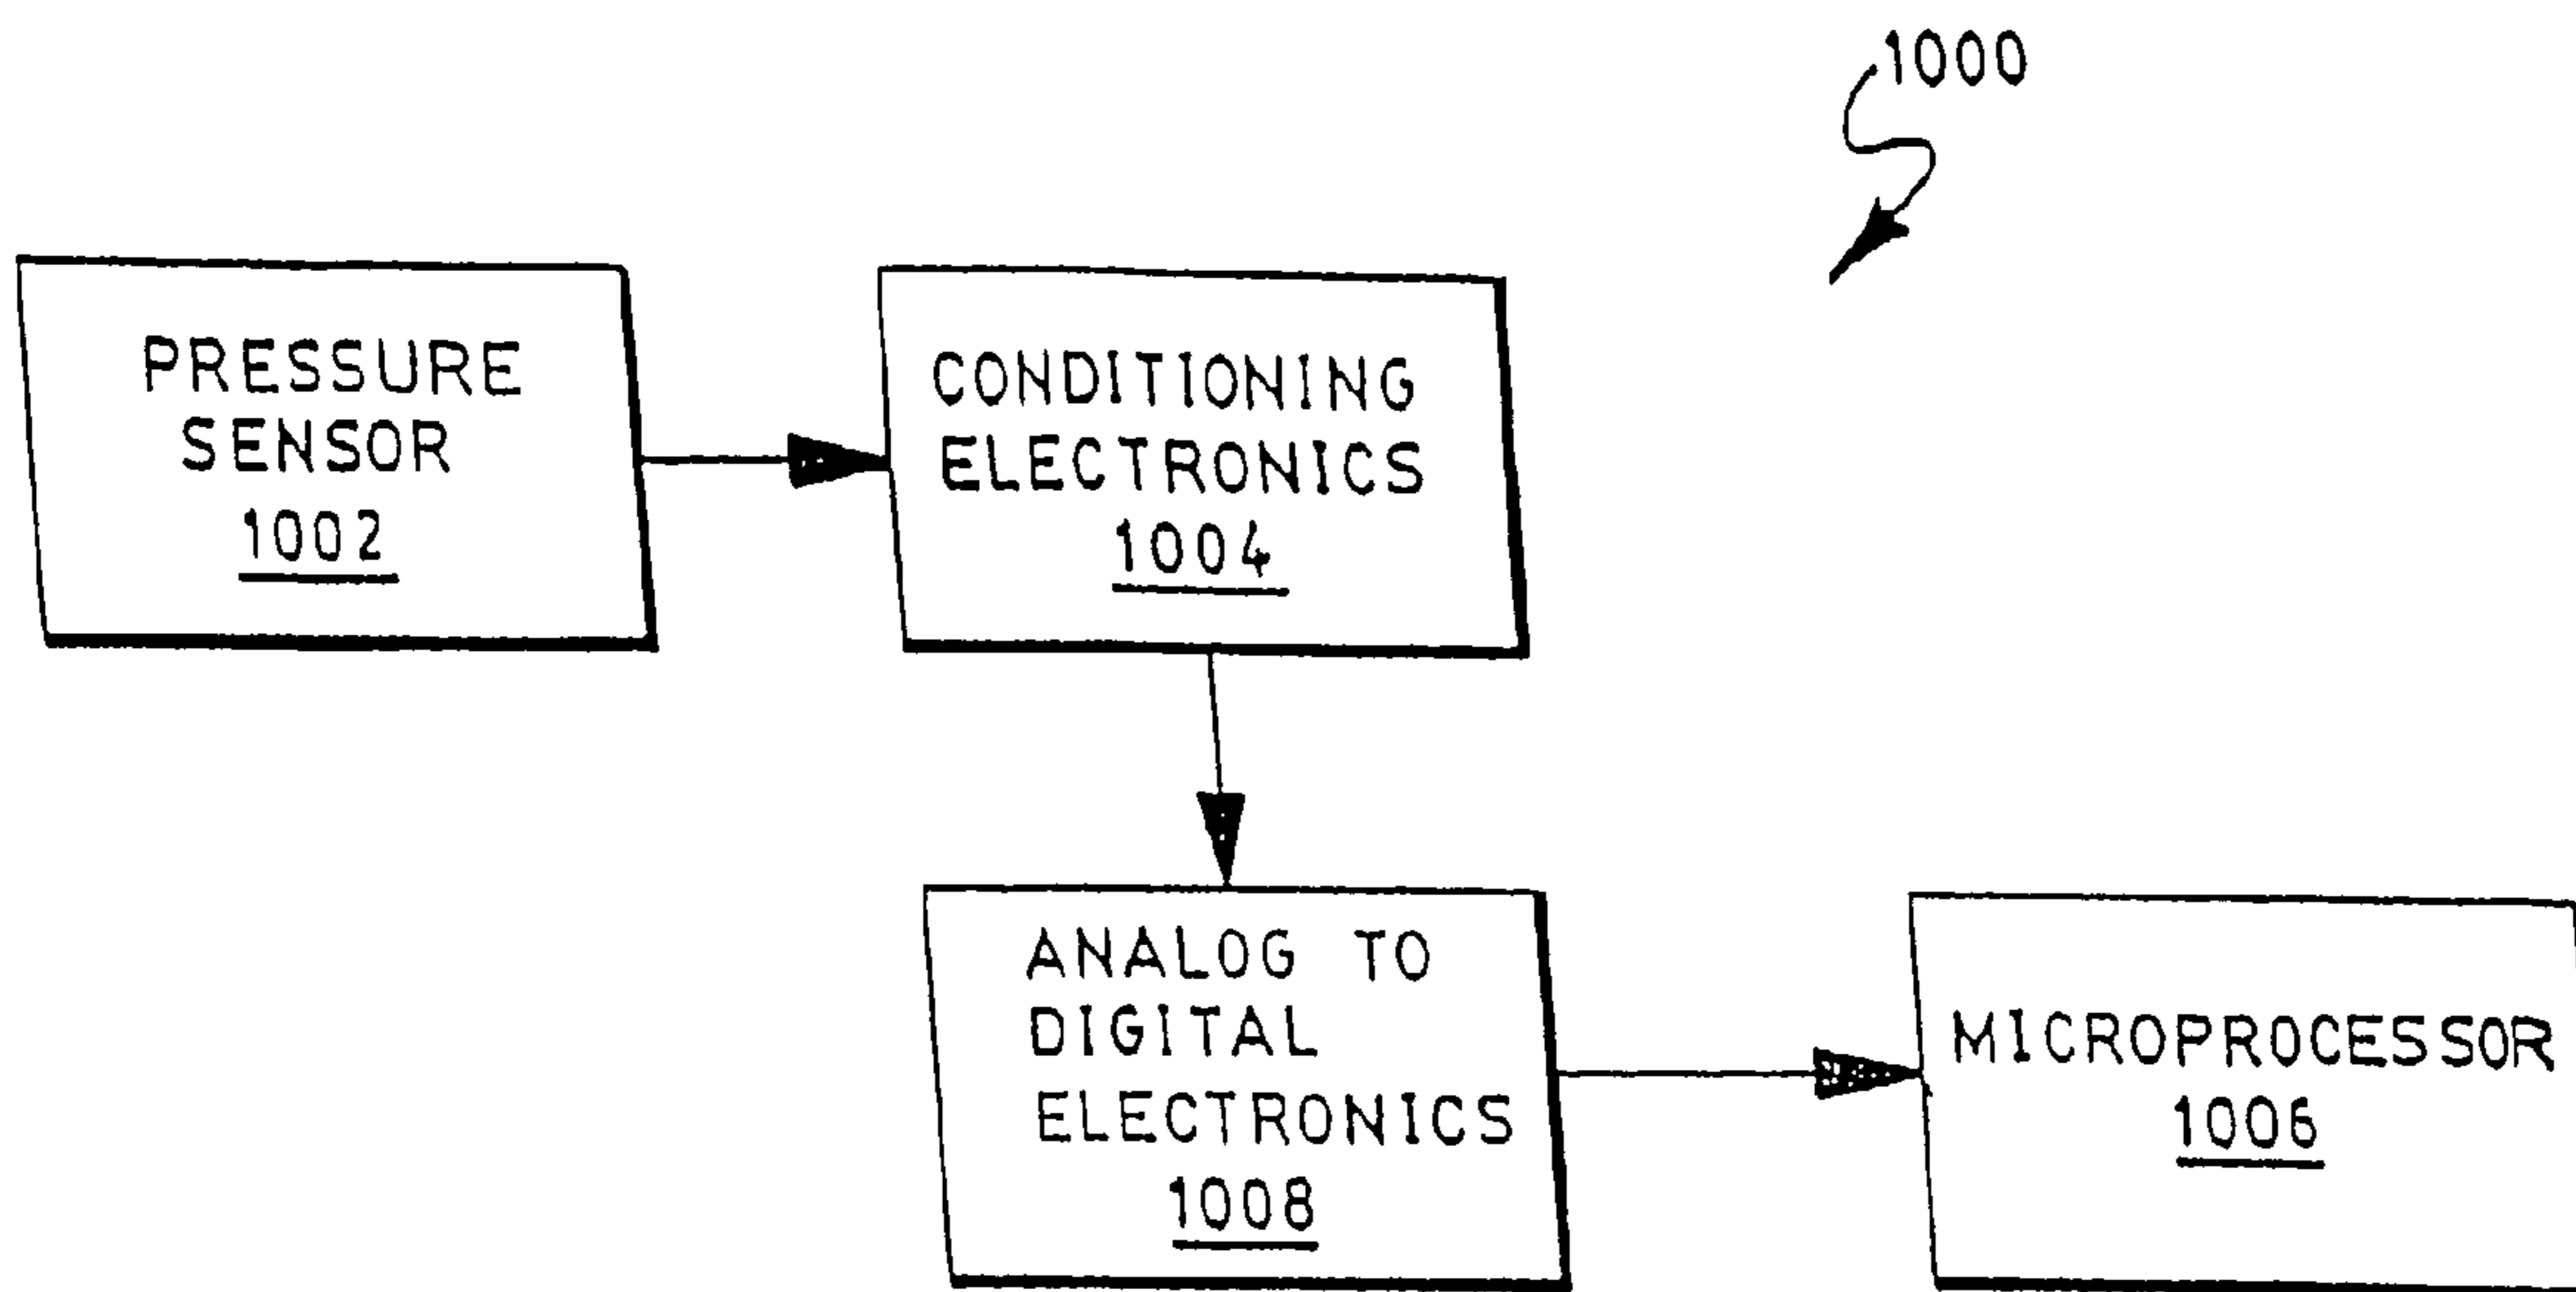 1000
PRESSURE
SENSOR
1002
CONDITIONING
ELECTRONICS
1004
ANALOG TO
DIGITAL
ELECTRONICS
1008
MICROPROCESSOR
1006